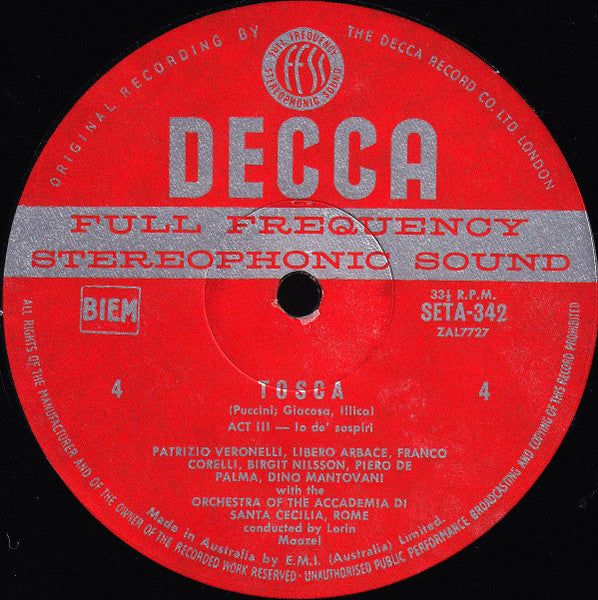 ORIGINAL RECORDING BY THE DECCA RECORD CO. LTD. LONDON
FULL FREQUENCY
FFSS
STEREOPHONIC SOUND
DECCA
FULL FREQUENCY
STEREOPHONIC SOUND
BIEM
33⅓ R.P.M.
SETA-342
ZAL7727
4
4
TOSCA
(Puccini; Giacosa, Illica)
ACT III — Io de' sospiri
PATRIZIO VERONELLI, LIBERO ARBACE, FRANCO
CORELLI, BIRGIT NILSSON, PIERO DE
PALMA, DINO MANTOVANI
with the
ORCHESTRA OF THE ACCADEMIA DI
SANTA CECILIA, ROME
conducted by Lorin
Maazel
Made in Australia by E.M.I. (Australia) Limited.
ALL RIGHTS OF THE MANUFACTURER AND OF THE OWNER OF THE RECORDED WORK RESERVED · UNAUTHORISED PUBLIC PERFORMANCE BROADCASTING AND COPYING OF THIS RECORD PROHIBITED